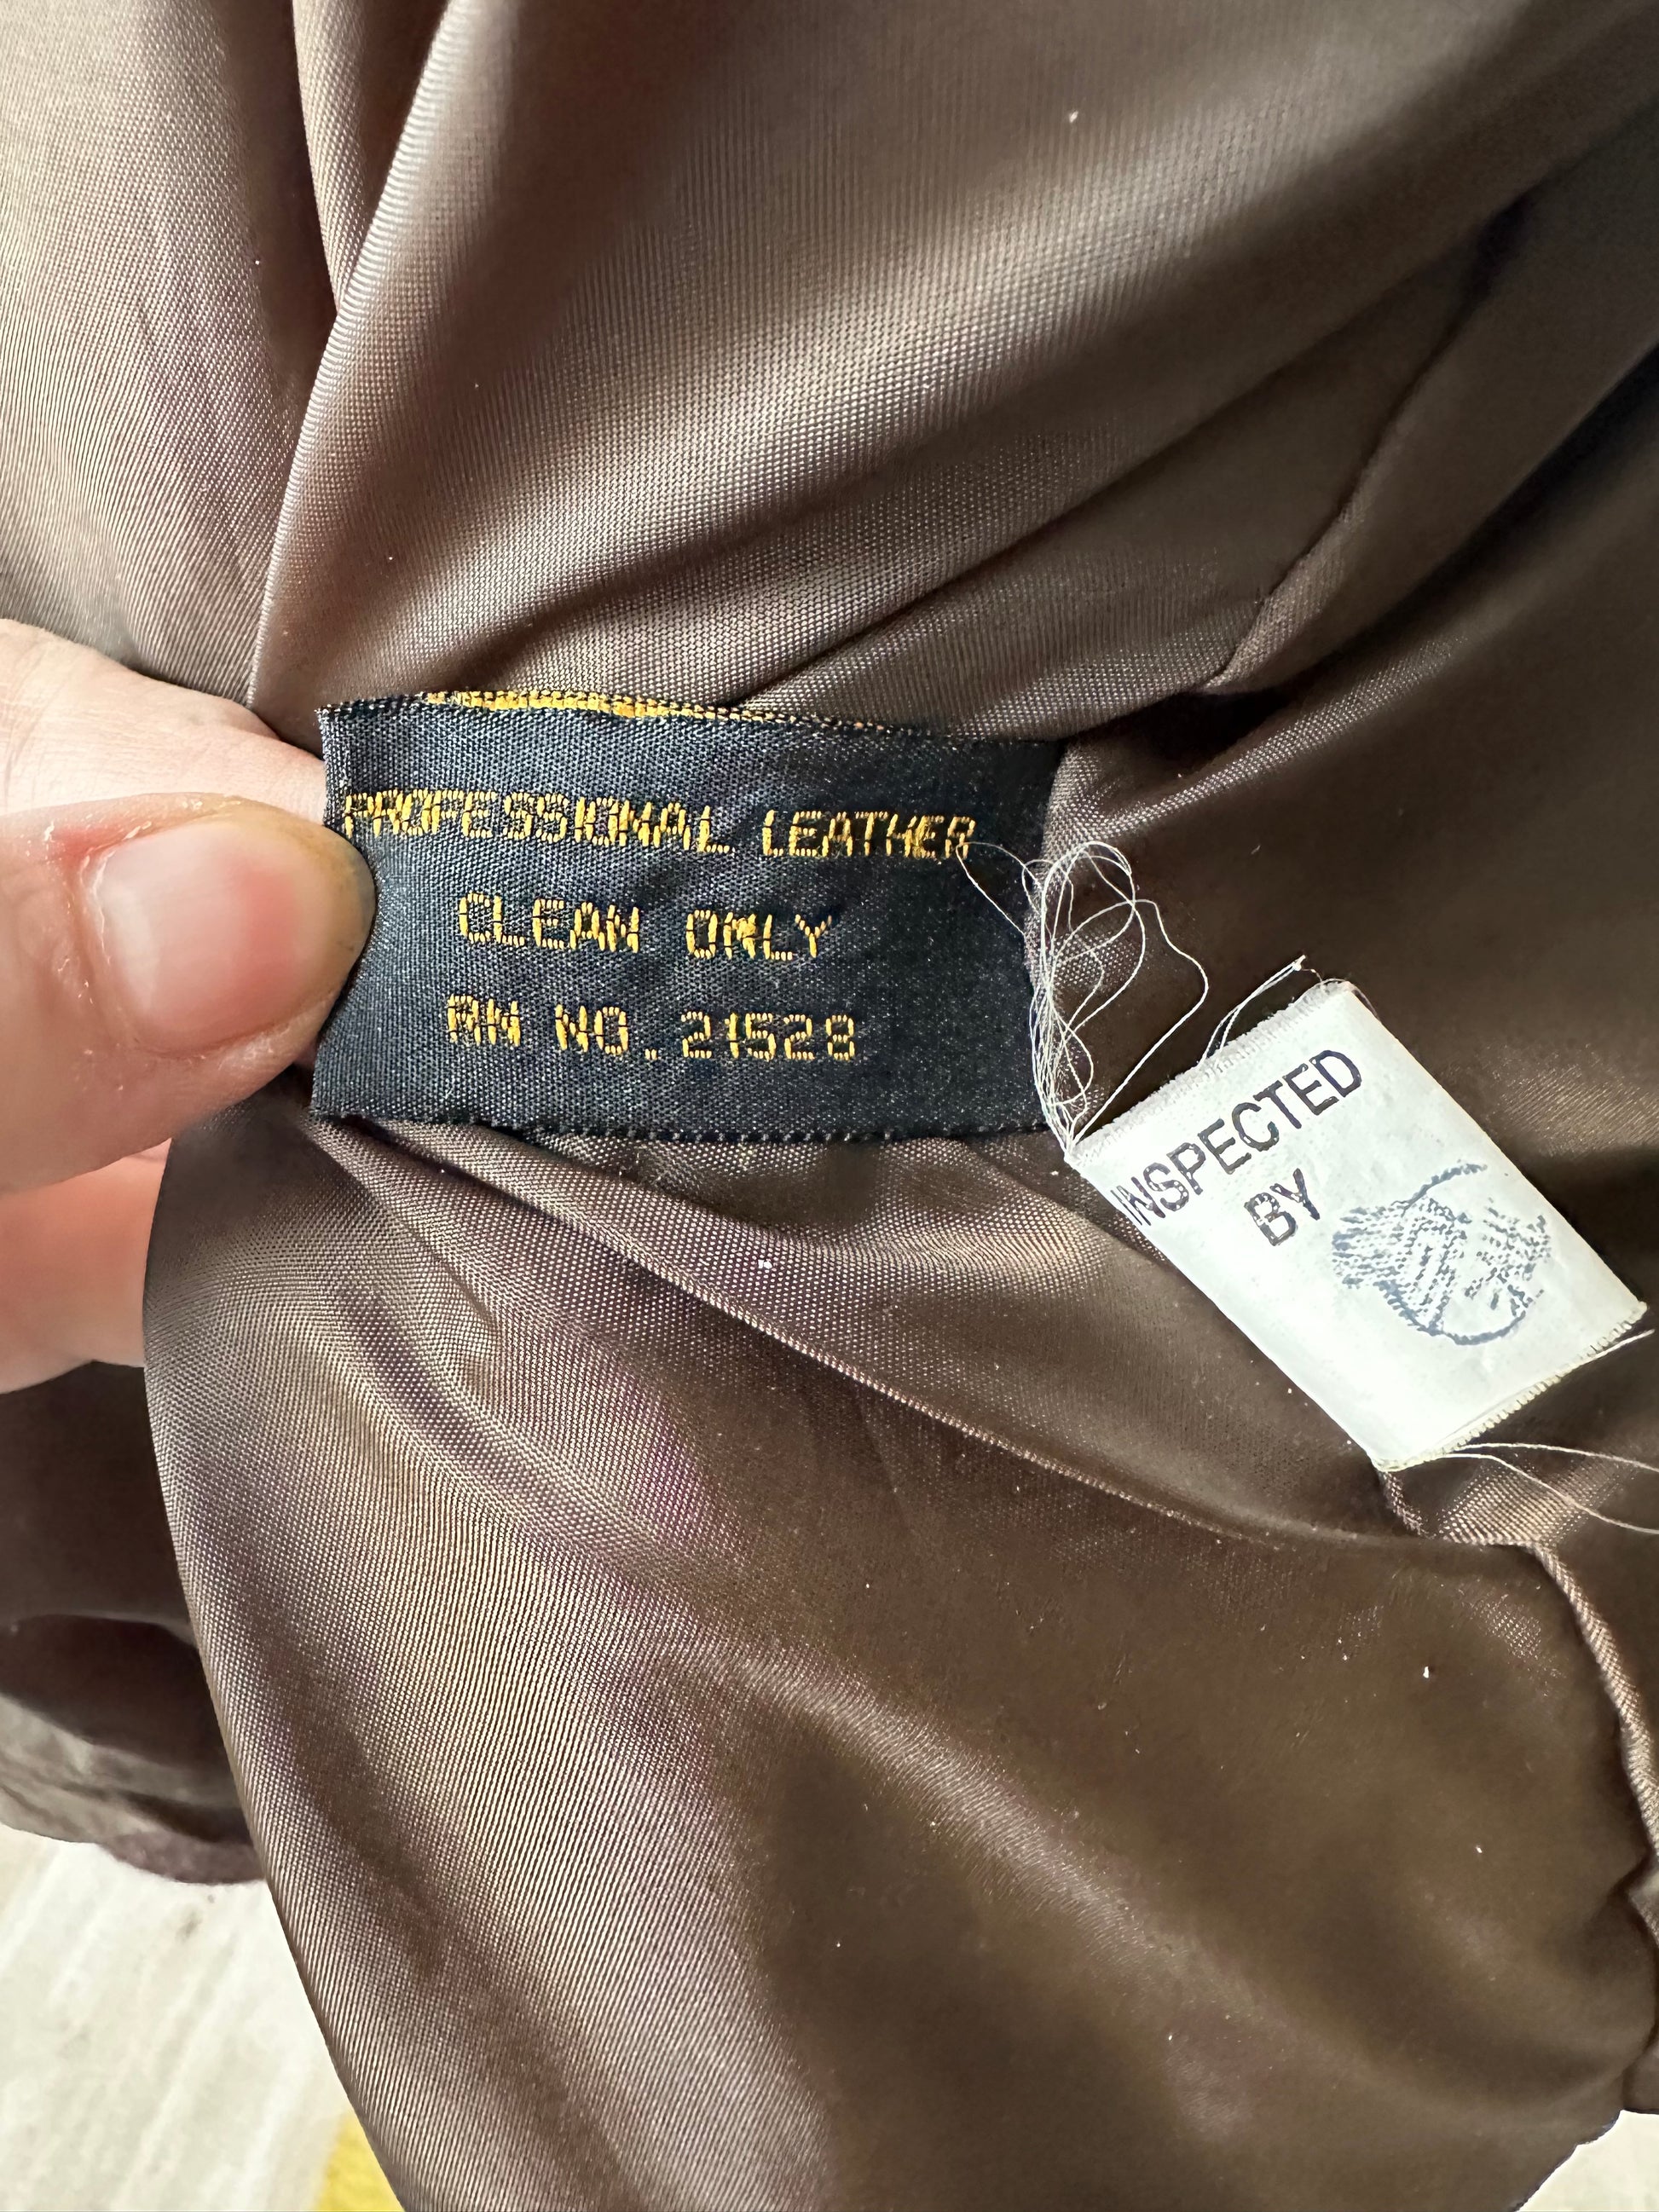 PROFESSIONAL LEATHER
CLEAN ONLY
RN NO. 21528
INSPECTED
BY